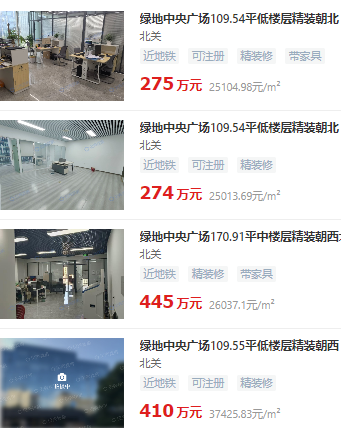 绿地中央广场109.54平低楼层精装朝北
北关
近地铁 可注册 精装修 带家具
275万元 25104.98元/m²
绿地中央广场109.54平低楼层精装朝北
北关
近地铁 可注册 精装修
274万元 25013.69元/m²
绿地中央广场170.91平中楼层精装朝西
北关
近地铁 精装修 带家具
445万元 26037.1元/m²
绿地中央广场109.55平低楼层精装朝西
北关
近地铁 可注册 精装修
410万元 37425.83元/m²